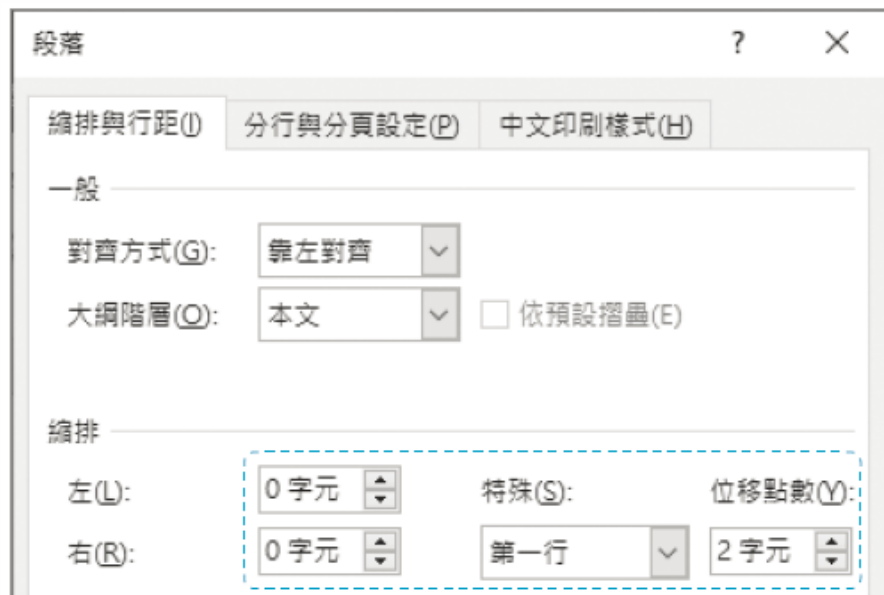 段落 ? ×
縮排與行距(I) 分行與分頁設定(P) 中文印刷樣式(H)
一般
對齊方式(G): 靠左對齊
大綱階層(O): 本文 依預設摺疊(E)
縮排
左(L): 0 字元 特殊(S): 位移點數(Y):
右(R): 0 字元 第一行 2 字元